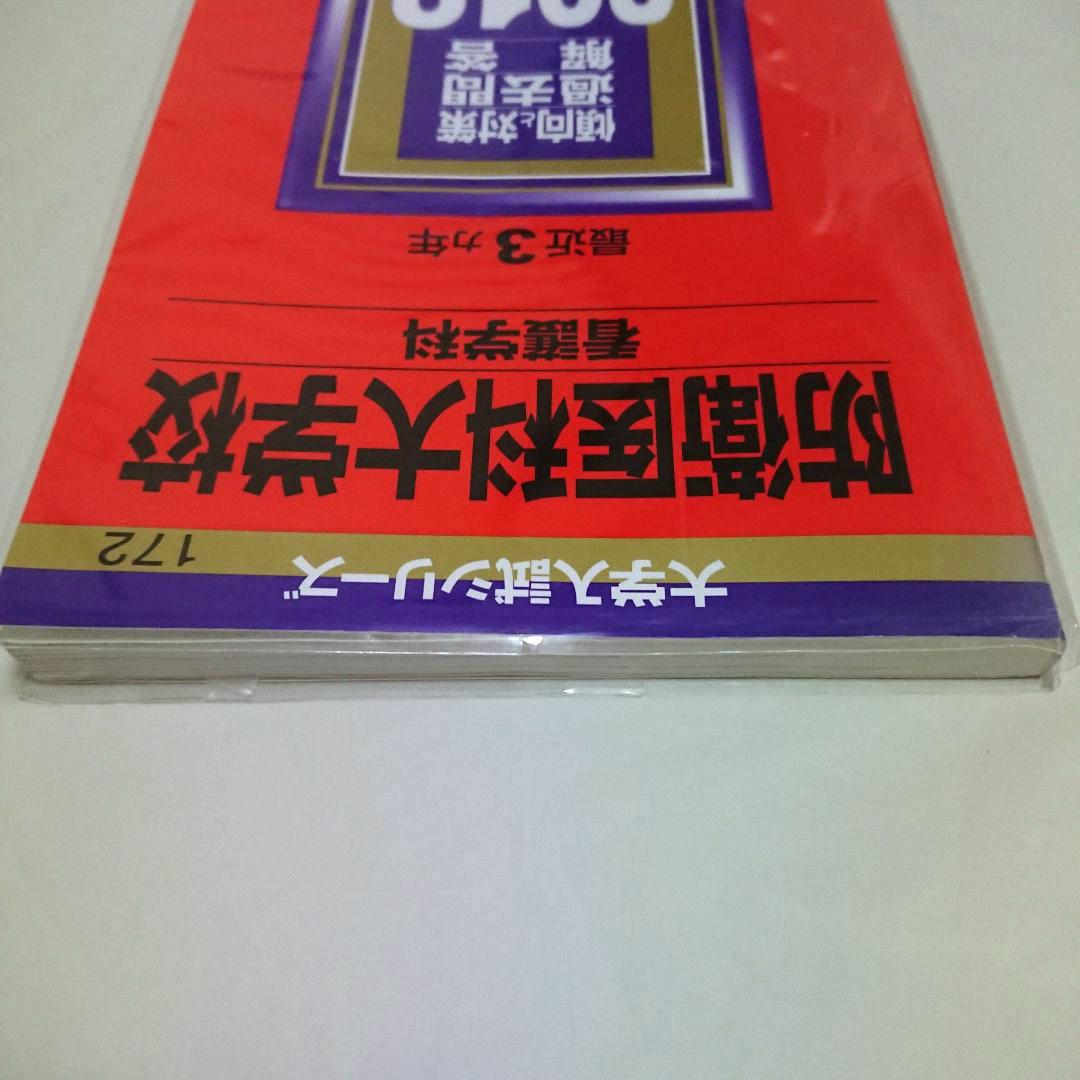 大学入試シリーズ
172
防衛医科大学校
看護学科
最近3カ年
傾向と対策
過去問
解答